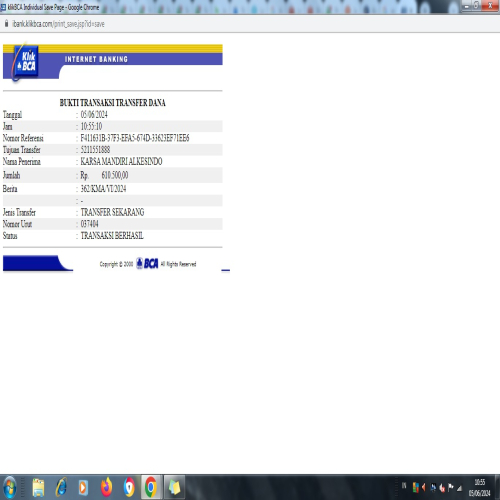 klikBCA Individual Save Page - Google Chrome
ibank.klikbca.com/print_save.jsp?id=save
Klik
BCA
INTERNET BANKING
BUKTI TRANSAKSI TRANSFER DANA
Tanggal : 05/06/2024
Jam : 10:55:10
Nomor Referensi : F411631B-37F3-EFA5-674D-33623EF71EE6
Tujuan Transfer : 5211551888
Nama Penerima : KARSA MANDIRI ALKESINDO
Jumlah : Rp. 610.500,00
Berita : 362/KMA/VI/2024
: -
Jenis Transfer : TRANSFER SEKARANG
Nomor Urut : 037404
Status : TRANSAKSI BERHASIL
Copyright © 2000 BCA All Rights Reserved
IN
10:55
05/06/2024